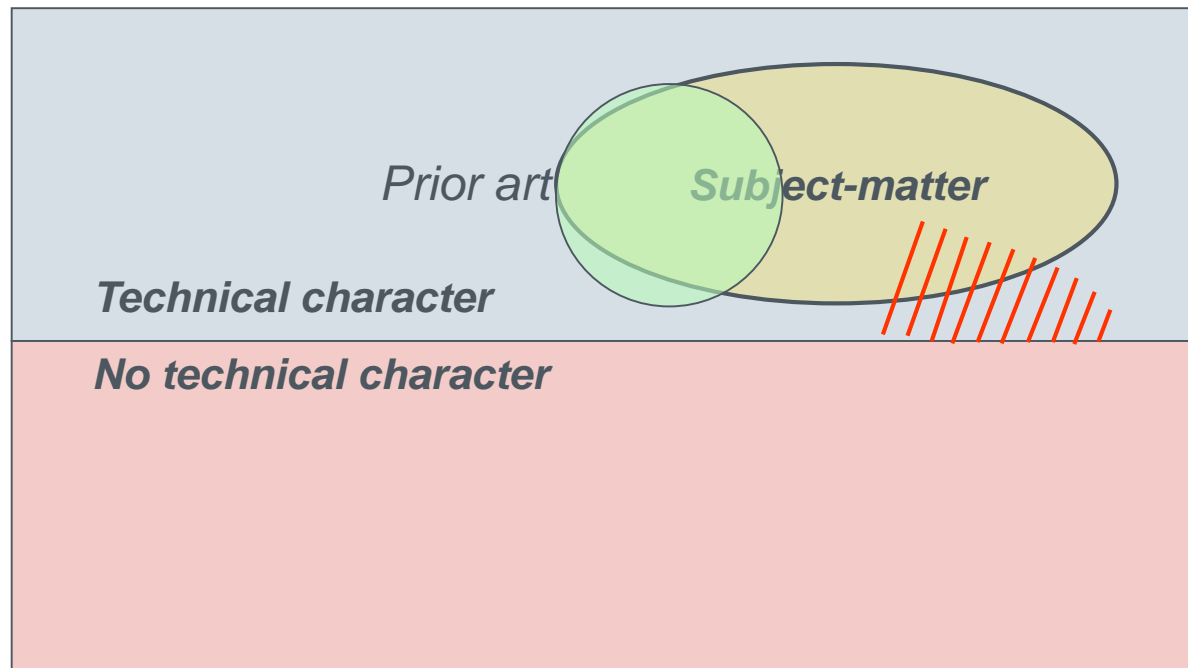 Prior art
Subject-matter
Technical character
No technical character